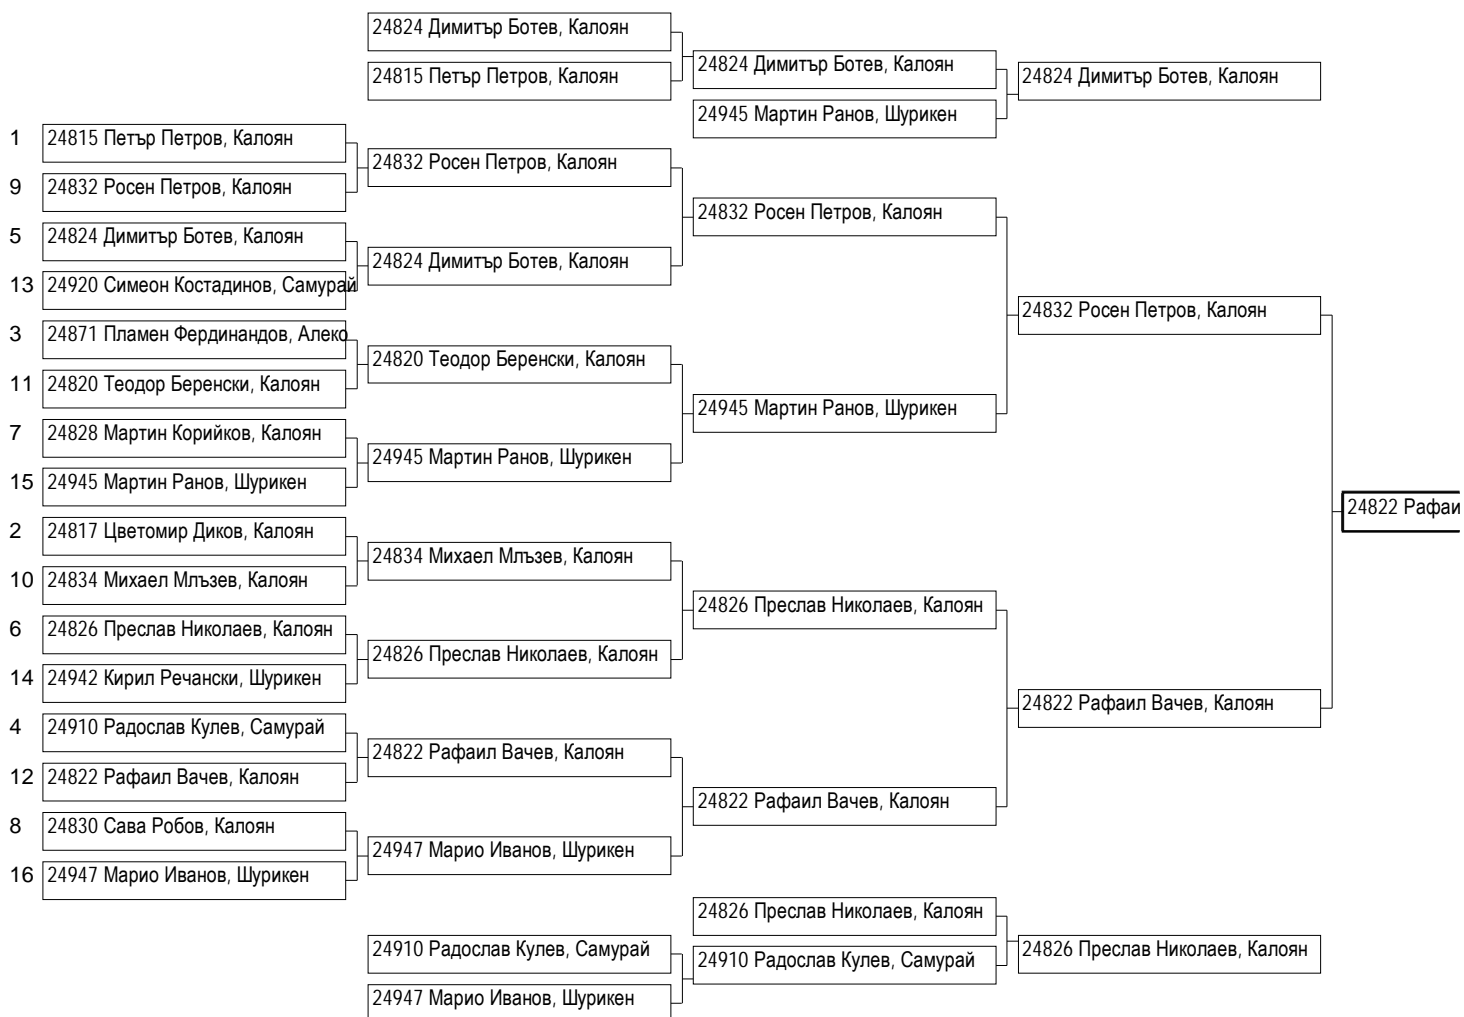 24824 Димитър Ботев, Калоян
24815 Петър Петров, Калоян
24824 Димитър Ботев, Калоян
24945 Мартин Ранов, Шурикен
24824 Димитър Ботев, Калоян
1 24815 Петър Петров, Калоян
9 24832 Росен Петров, Калоян
5 24824 Димитър Ботев, Калоян
13 24920 Симеон Костадинов, Самурай
3 24871 Пламен Фердинандов, Алеко
11 24820 Теодор Беренски, Калоян
7 24828 Мартин Корийков, Калоян
15 24945 Мартин Ранов, Шурикен
2 24817 Цветомир Диков, Калоян
10 24834 Михаел Млъзев, Калоян
6 24826 Преслав Николаев, Калоян
14 24942 Кирил Речански, Шурикен
4 24910 Радослав Кулев, Самурай
12 24822 Рафаил Вачев, Калоян
8 24830 Сава Робов, Калоян
16 24947 Марио Иванов, Шурикен
24832 Росен Петров, Калоян
24824 Димитър Ботев, Калоян
24820 Теодор Беренски, Калоян
24945 Мартин Ранов, Шурикен
24834 Михаел Млъзев, Калоян
24826 Преслав Николаев, Калоян
24822 Рафаил Вачев, Калоян
24947 Марио Иванов, Шурикен
24832 Росен Петров, Калоян
24945 Мартин Ранов, Шурикен
24826 Преслав Николаев, Калоян
24822 Рафаил Вачев, Калоян
24832 Росен Петров, Калоян
24822 Рафаил Вачев, Калоян
24822 Рафаи
24910 Радослав Кулев, Самурай
24947 Марио Иванов, Шурикен
24826 Преслав Николаев, Калоян
24910 Радослав Кулев, Самурай
24826 Преслав Николаев, Калоян